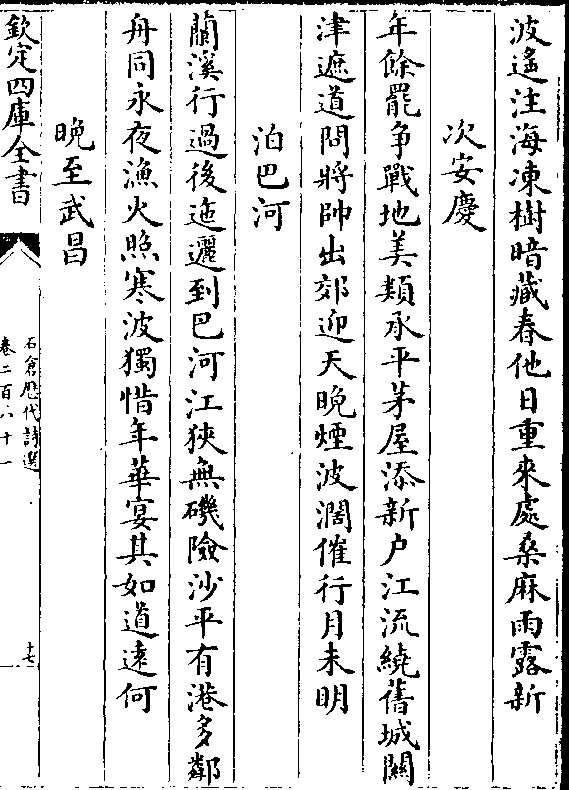 波遙注海凍樹暗藏春他日重來處桑麻雨露新
次安慶
年餘罷爭戰地美類承平茅屋添新户江流繞舊城關
津遮道問將帥出郊迎天晚煙波濶催行月未明
泊巴河
蘭溪行過後迤邐到巴河江狹無磯險沙平有港多鄰
舟同永夜漁火照寒波獨惜年華宴其如道遠何
晚至武昌
欽定四庫全書
石倉歷代詩選
卷二百六十一
十七